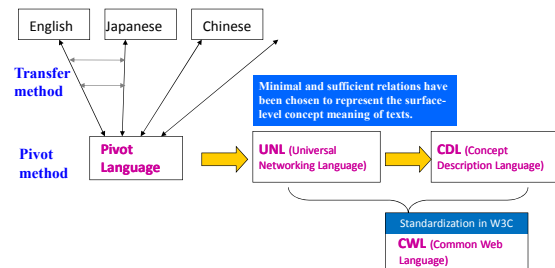 English
Japanese
Chinese
Transfer
method
Minimal and sufficient relations have
been chosen to represent the surface-
level concept meaning of texts.
Pivot
method
Pivot
Language
UNL (Universal
Networking Language)
CDL (Concept
Description Language)
Standardization in W3C
CWL (Common Web
Language)